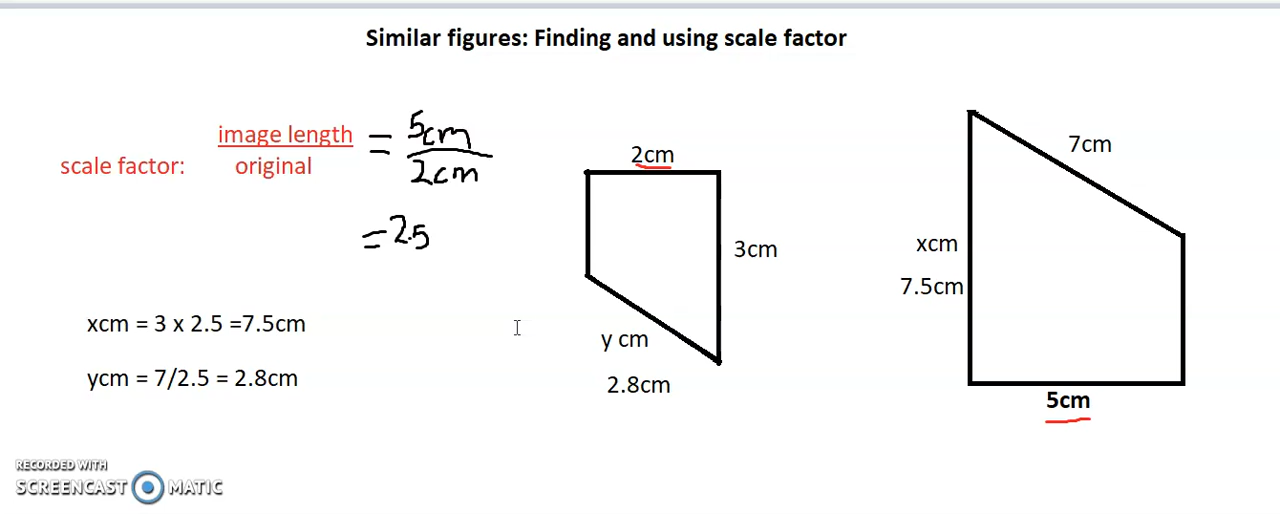 Similar figures: Finding and using scale factor
scale factor: image length = 5cm
original 2cm
= 2.5
xcm = 3 x 2.5 =7.5cm
ycm = 7/2.5 = 2.8cm
2cm
3cm
y cm
2.8cm
7cm
xcm
7.5cm
5cm
RECORDED WITH
SCREENCAST MATIC